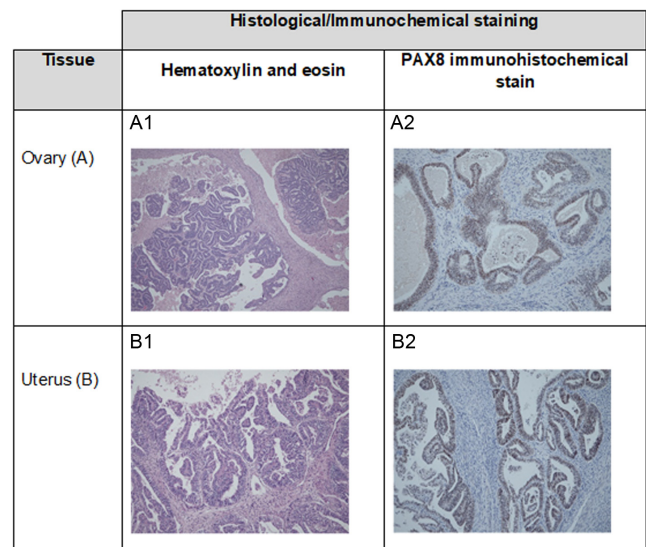 Histological/Immunochemical staining
Tissue
Hematoxylin and eosin
PAX8 immunohistochemical
stain
Ovary (A)
A1
A2
Uterus (B)
B1
B2